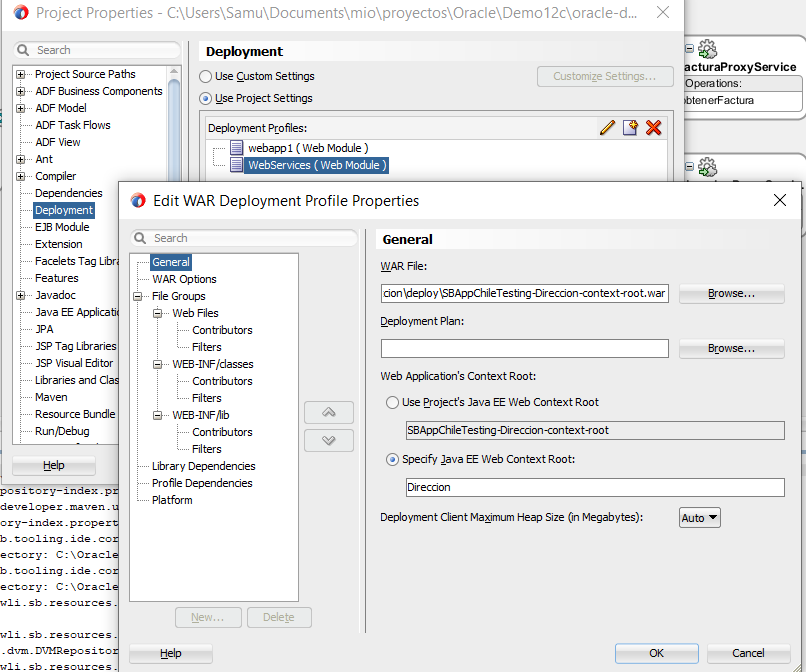 Project Properties - C:\Users\Samu\Documents\mio\proyectos\Oracle\Demo12c\oracle-d...
Search
Project Source Paths
ADF Business Components
ADF Model
ADF Task Flows
ADF View
Ant
Compiler
Dependencies
Deployment
EJB Module
Extension
Facelets Tag Libra
Features
Javadoc
Java EE Applicatio
JPA
JSP Tag Libraries
JSP Visual Editor
Libraries and Clas
Maven
Resource Bundle
Run/Debug
Help
Deployment
Use Custom Settings
Customize Settings...
Use Project Settings
Deployment Profiles:
webapp1 ( Web Module )
WebServices ( Web Module )
acturaProxyService
Operations:
obtenerFactura
Edit WAR Deployment Profile Properties
Search
General
WAR Options
File Groups
Web Files
Contributors
Filters
WEB-INF/classes
Contributors
Filters
WEB-INF/lib
Contributors
Filters
Library Dependencies
Profile Dependencies
Platform
New...
Delete
General
WAR File:
cion\deploy\SBAppChileTesting-Direccion-context-root.war
Browse...
Deployment Plan:
Browse...
Web Application's Context Root:
Use Project's Java EE Web Context Root
SBAppChileTesting-Direccion-context-root
Specify Java EE Web Context Root:
Direccion
Deployment Client Maximum Heap Size (in Megabytes):
Auto
Help
OK
Cancel
pository-index.pr
developer.maven.u
ory-index.propert
b.tooling.ide.cor
ectory: C:\Oracle
b.tooling.ide.cor
ectory: C:\Oracle
wli.sb.resources.
wli.sb.resources.
.dvm.DVMRepositor
wli.sb.resources.